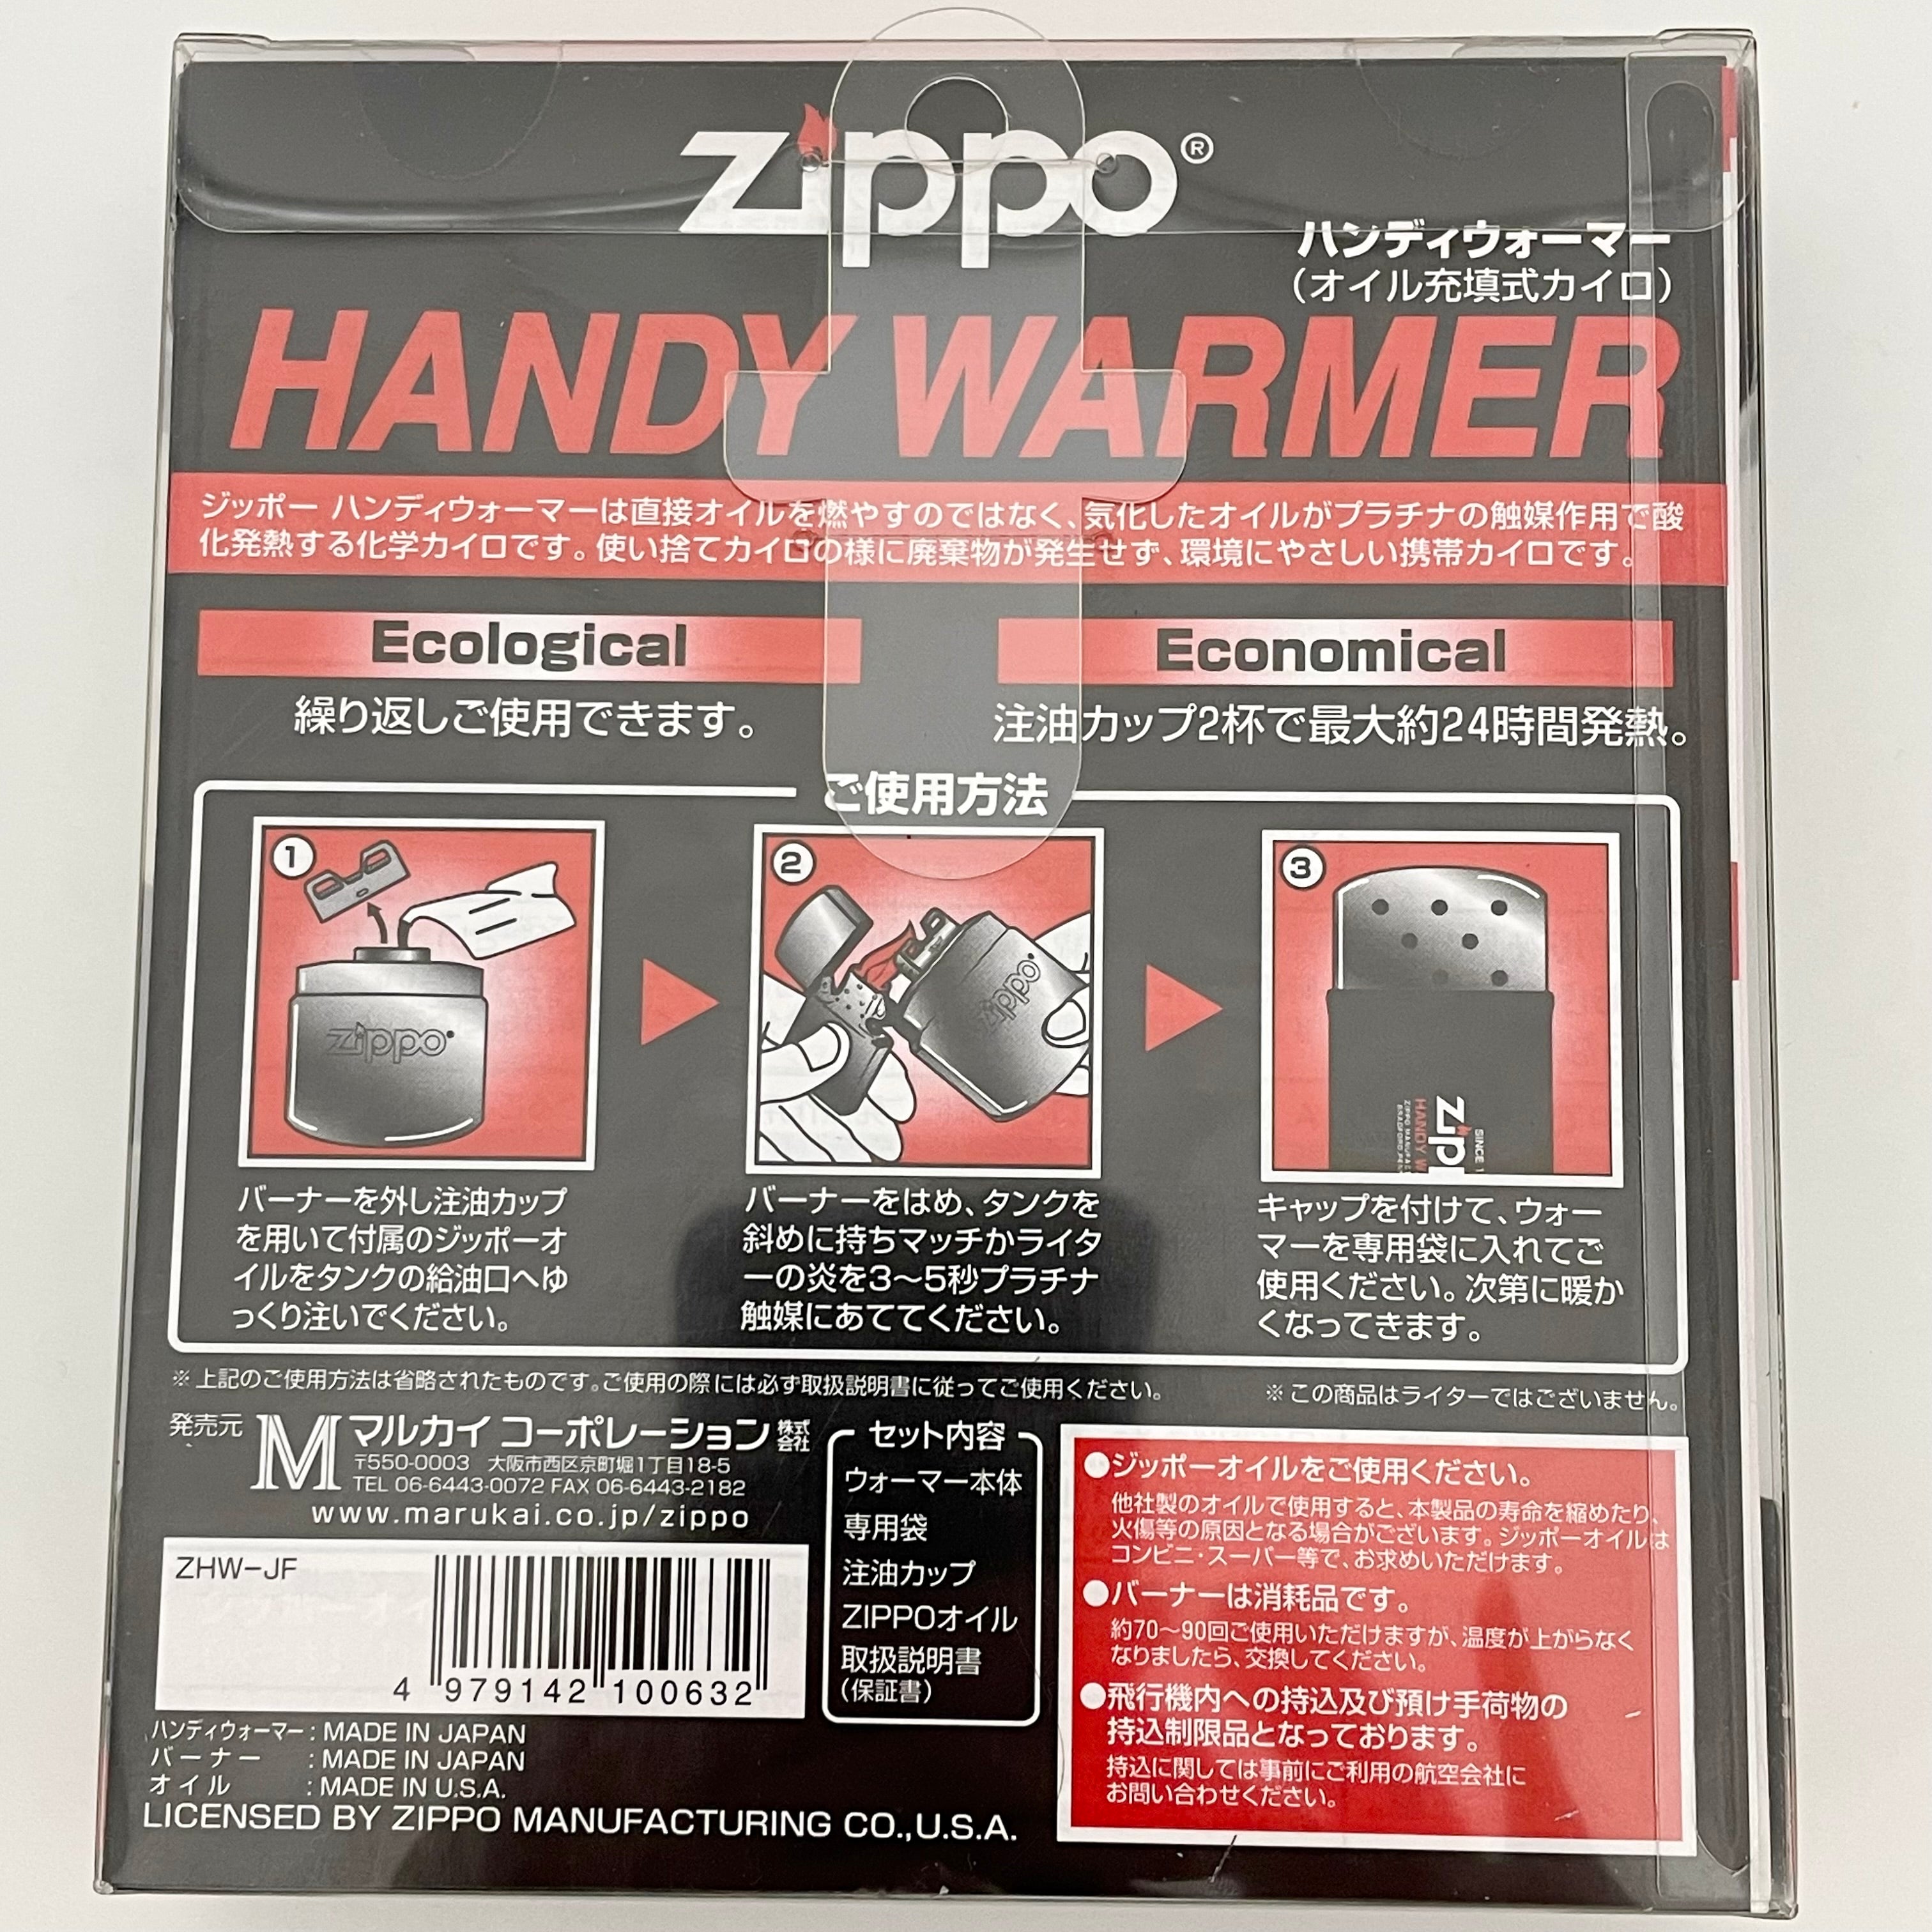 zippo®
ハンディウォーマー
（オイル充填式カイロ）
HANDY WARMER
ジッポー ハンディウォーマーは直接オイルを燃やすのではなく、気化したオイルがプラチナの触媒作用で酸
化発熱する化学カイロです。使い捨てカイロの様に廃棄物が発生せず、環境にやさしい携帯カイロです。
Ecological
繰り返しご使用できます。
Economical
注油カップ2杯で最大約24時間発熱。
ご使用方法
1
zippo
バーナーを外し注油カップ
を用いて付属のジッポーオ
イルをタンクの給油口へゆ
っくり注いでください。
2
zippo
バーナーをはめ、タンクを
斜めに持ちマッチかライタ
ーの炎を3〜5秒プラチナ
触媒にあててください。
3
SINCE
Zip
HANDY W
ZIPPO MANUFAC
キャップを付けて、ウォー
マーを専用袋に入れてご
使用ください。次第に暖か
くなってきます。
※上記のご使用方法は省略されたものです。ご使用の際には必ず取扱説明書に従ってご使用ください。
※この商品はライターではございません。
発売元
M マルカイ コーポレーション 株式会社
〒550-0003 大阪市西区京町堀1丁目18-5
TEL 06-6443-0072 FAX 06-6443-2182
www.marukai.co.jp/zippo
ZHW-JF
4 979142 100632
ハンディウォーマー : MADE IN JAPAN
バーナー : MADE IN JAPAN
オイル : MADE IN U.S.A.
LICENSED BY ZIPPO MANUFACTURING CO.,U.S.A.
セット内容
ウォーマー本体
専用袋
注油カップ
ZIPPOオイル
取扱説明書
（保証書）
●ジッポーオイルをご使用ください。
他社製のオイルで使用すると、本製品の寿命を縮めたり、
火傷等の原因となる場合がございます。ジッポーオイルは
コンビニ・スーパー等で、お求めいただけます。
●バーナーは消耗品です。
約70〜90回ご使用いただけますが、温度が上がらなく
なりましたら、交換してください。
●飛行機内への持込及び預け手荷物の
持込制限品となっております。
持込に関しては事前にご利用の航空会社に
お問い合わせください。